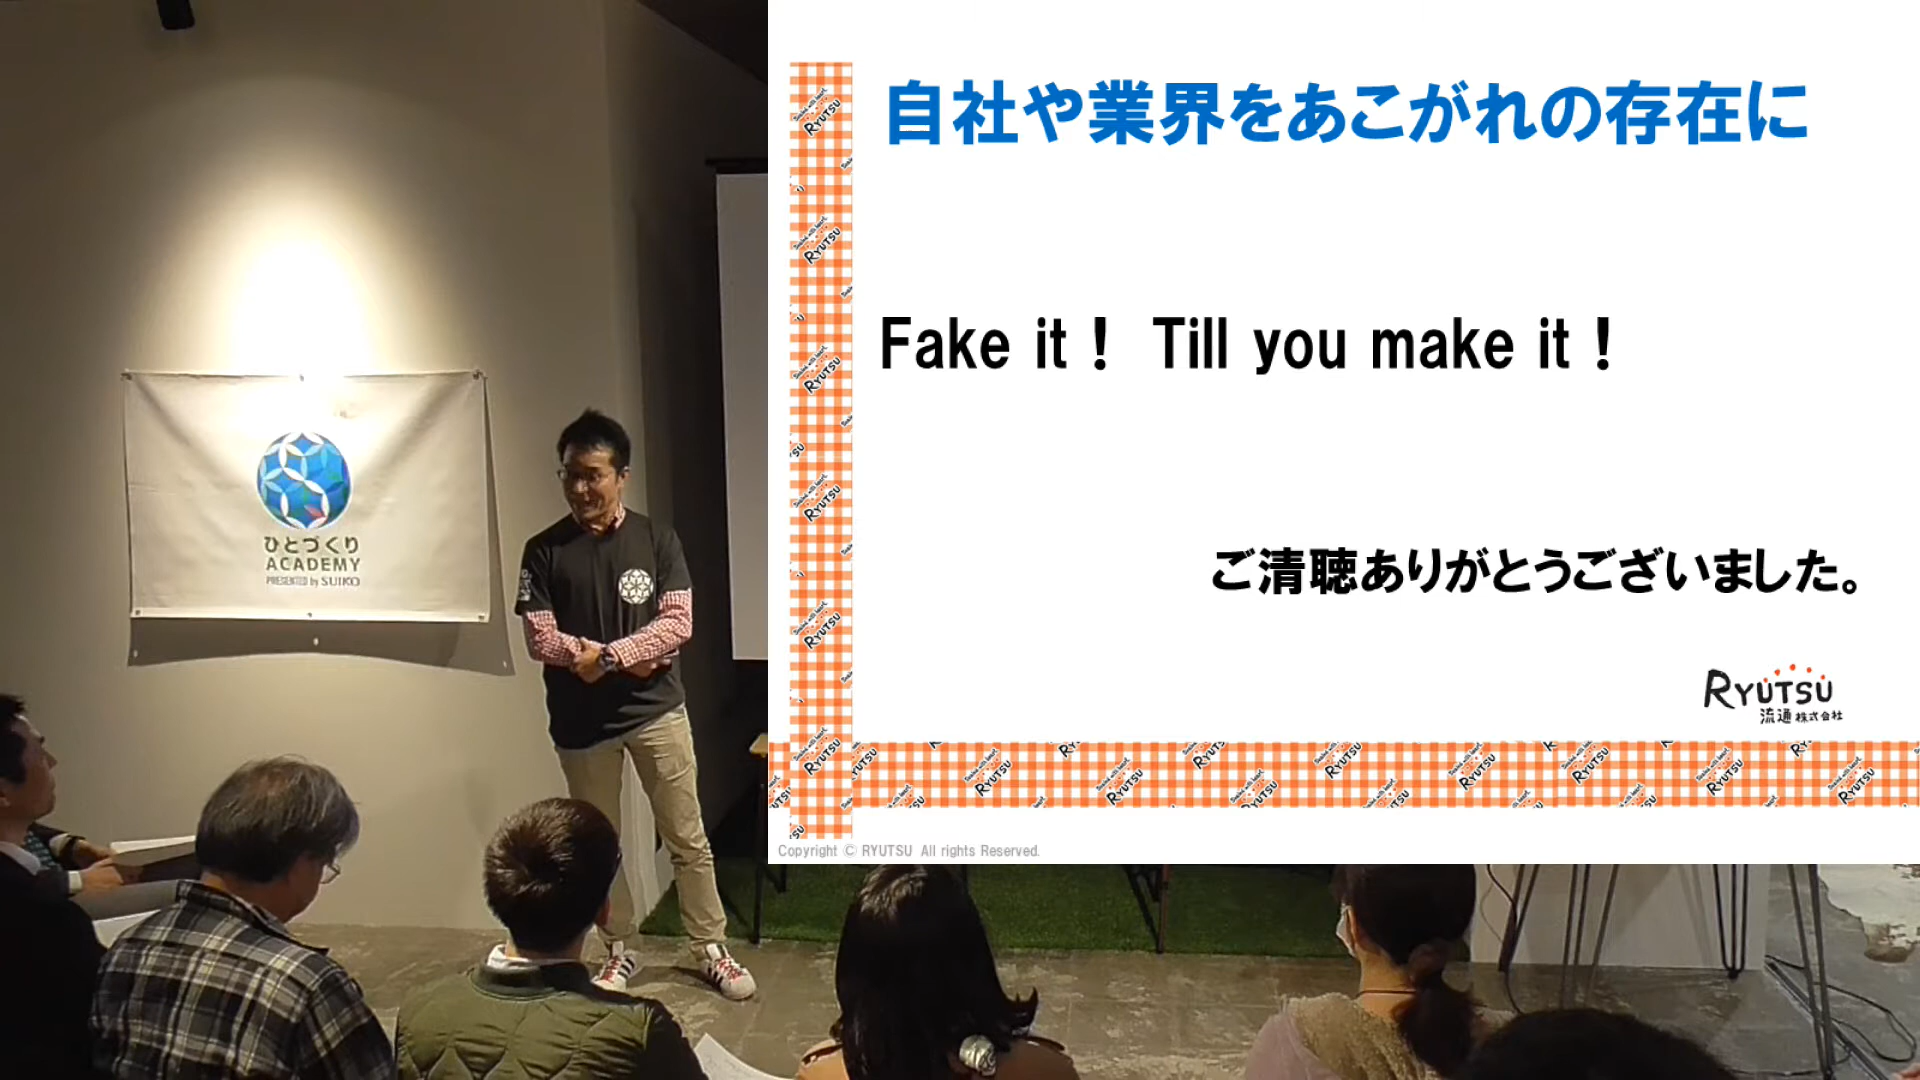 自社や業界をあこがれの存在に
Fake it！ Till you make it！
ご清聴ありがとうございました。
RYUTSU
流通株式会社
Copyright © RYUTSU All rights Reserved.
ひとづくり
ACADEMY
PRESENTED by SUIKO